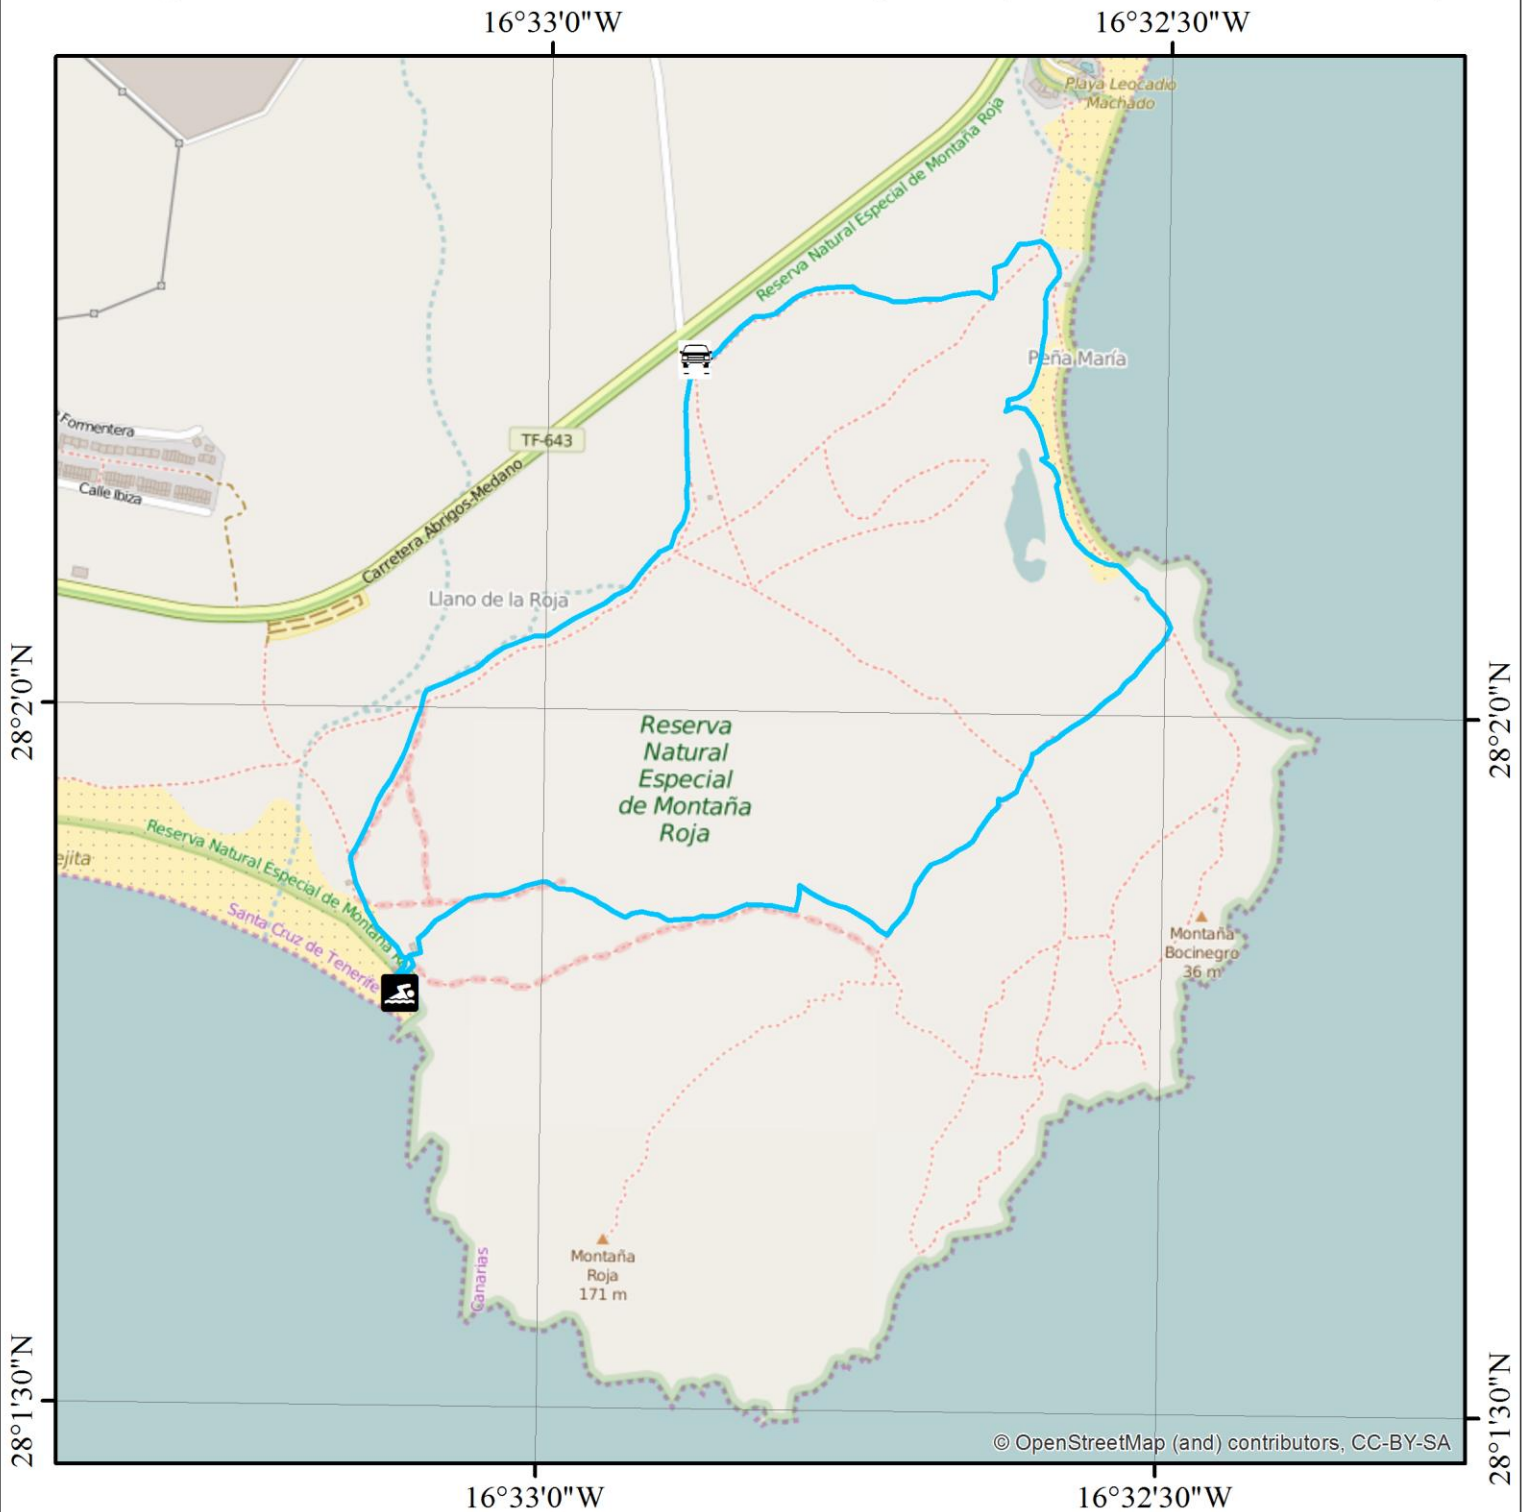 16°33'0"W
16°32'30"W
Playa Leocadio
Machado
Reserva Natural Especial de Montaña Roja
Peña María
Formentera
TF-643
Calle Ibiza
Carretera Abrigos-Medano
Llano de la Roja
28°2'0"N
28°2'0"N
Reserva
Natural
Especial
de Montaña
Roja
Reserva Natural Especial de Montaña R
ejita
Santa Cruz de Tenerife
Montaña
Bocinegro
36 m
Canarias
Montaña
Roja
171 m
28°1'30"N
28°1'30"N
© OpenStreetMap (and) contributors, CC-BY-SA
16°33'0"W
16°32'30"W